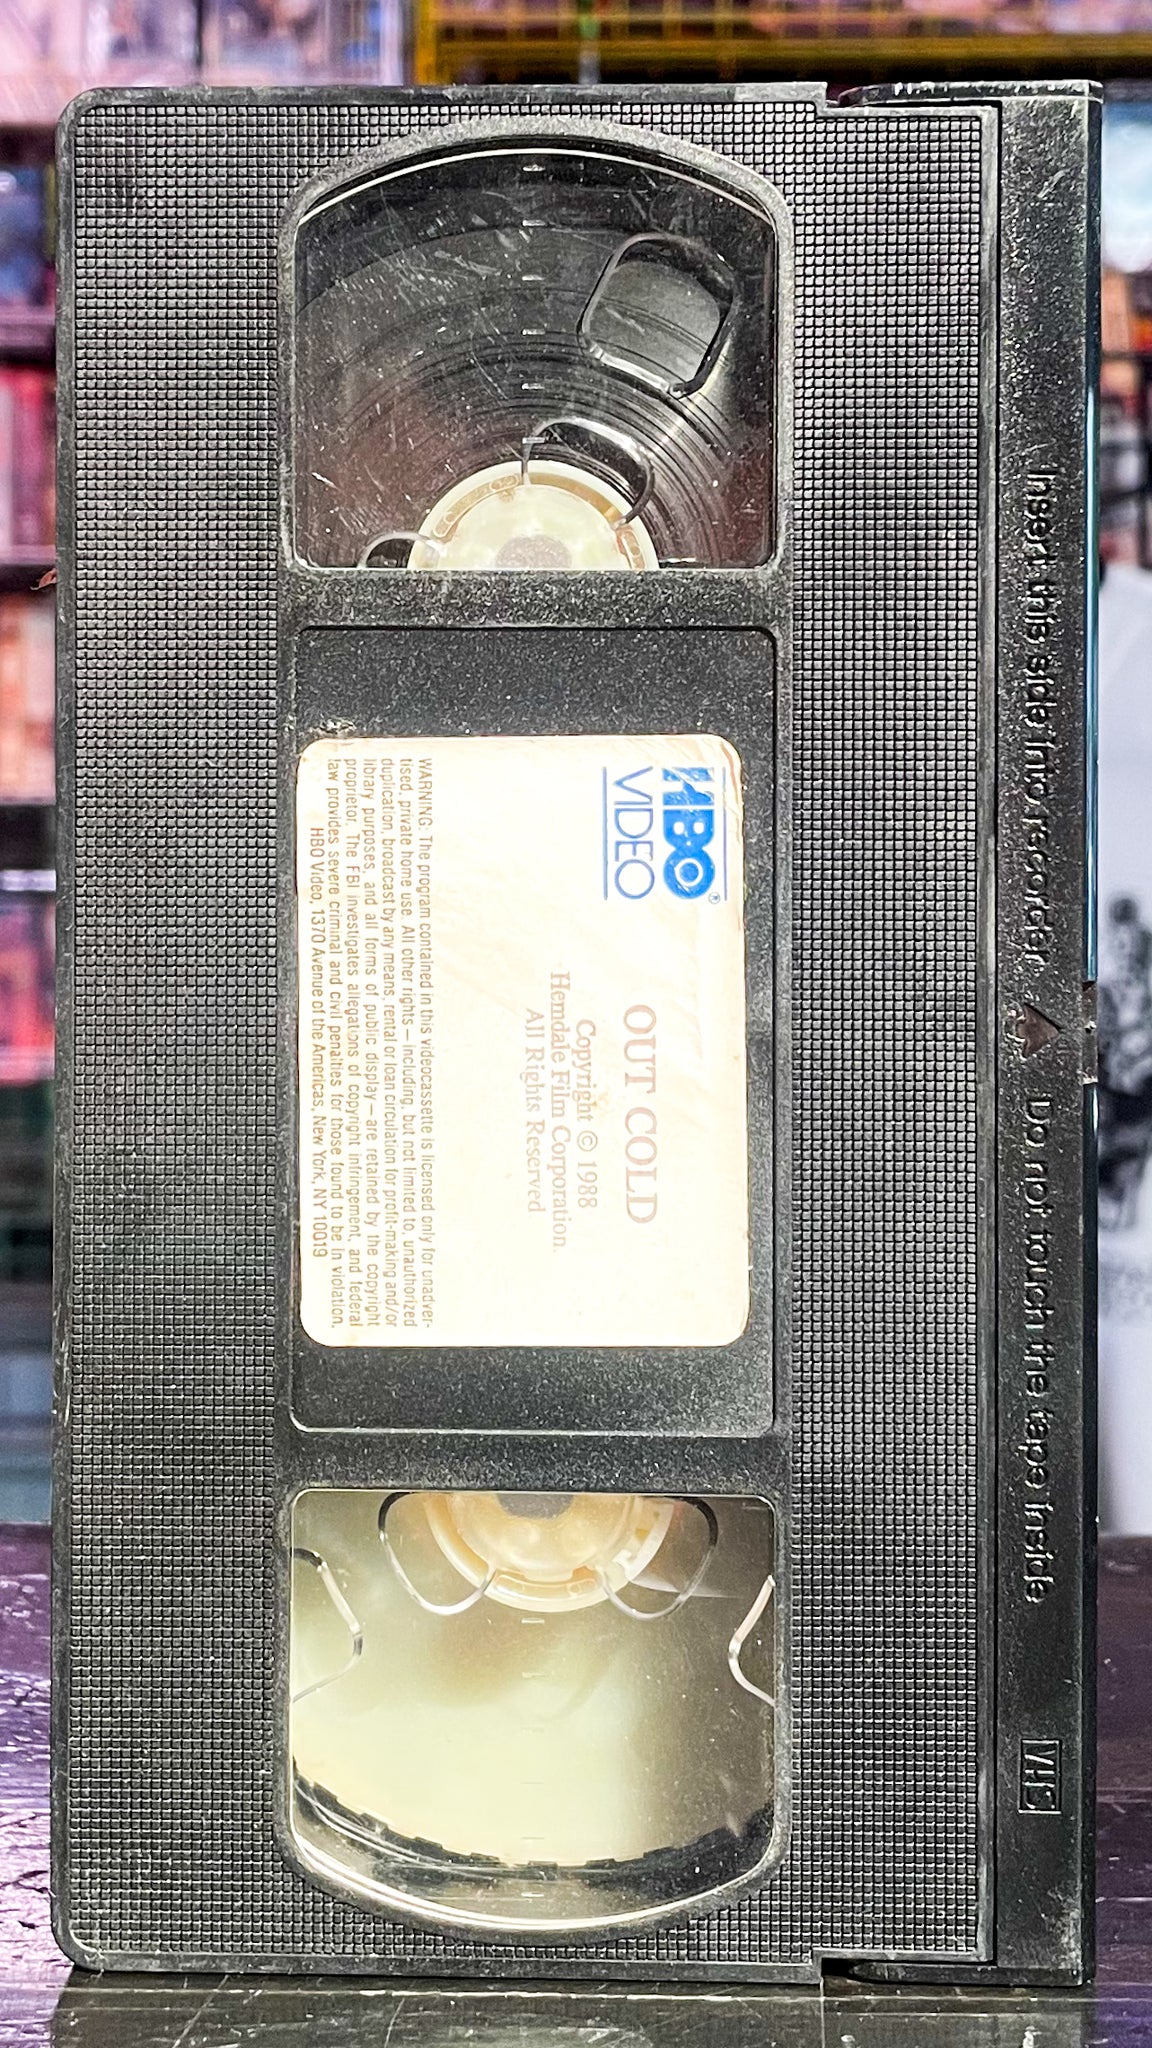 Insert this side into recorder Do not touch the tape inside
VHS
HBO®
VIDEO
OUT COLD
Copyright © 1988
Hemdale Film Corporation.
All Rights Reserved
WARNING: The program contained in this videocassette is licensed only for unadver-
tised, private home use. All other rights — including, but not limited to, unauthorized
duplication, broadcast by any means, rental or loan circulation for profit-making and/or
library purposes, and all forms of public display — are retained by the copyright
proprietor. The FBI investigates allegations of copyright infringement, and federal
law provides severe criminal and civil penalties for those found to be in violation.
HBO Video, 1370 Avenue of the Americas, New York, NY 10019